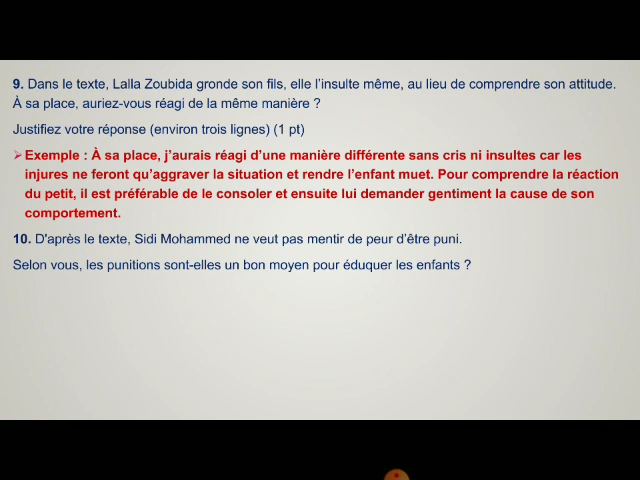 9. Dans le texte, Lalla Zoubida gronde son fils, elle l'insulte même, au lieu de comprendre son attitude.
À sa place, auriez-vous réagi de la même manière ?
Justifiez votre réponse (environ trois lignes) (1 pt)
➢Exemple : À sa place, j'aurais réagi d'une manière différente sans cris ni insultes car les
injures ne feront qu'aggraver la situation et rendre l'enfant muet. Pour comprendre la réaction
du petit, il est préférable de le consoler et ensuite lui demander gentiment la cause de son
comportement.
10. D'après le texte, Sidi Mohammed ne veut pas mentir de peur d'être puni.
Selon vous, les punitions sont-elles un bon moyen pour éduquer les enfants ?